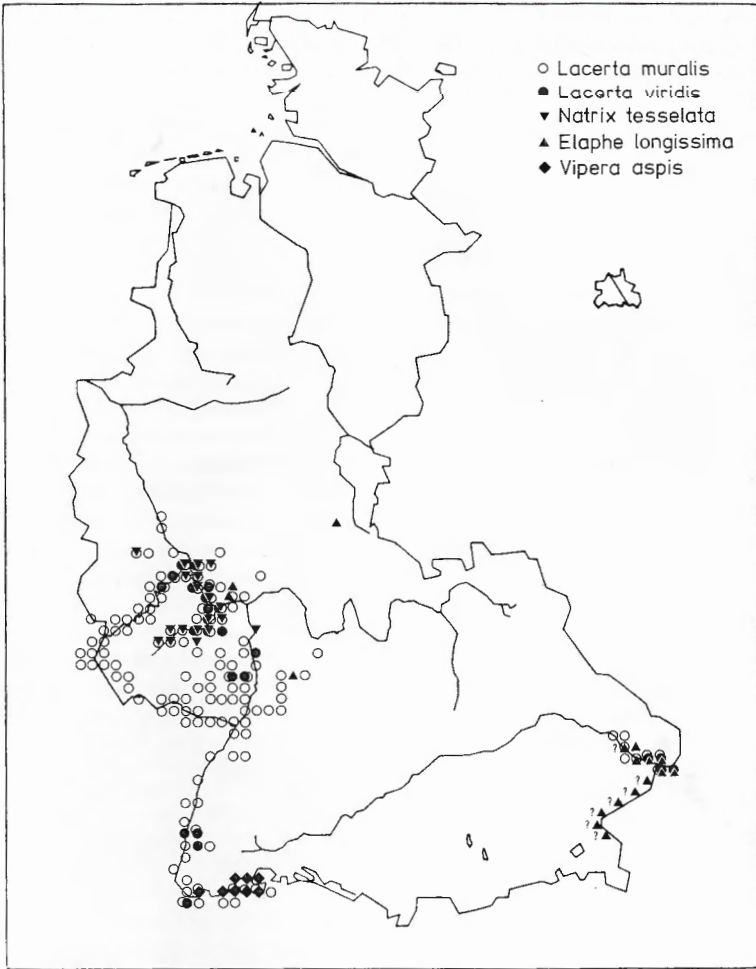 ○ Lacerta muralis
● Lacerta viridis
▼ Natrix tesselata
▲ Elaphe longissima
◆ Vipera aspis
?
?
?
?
?
?
?